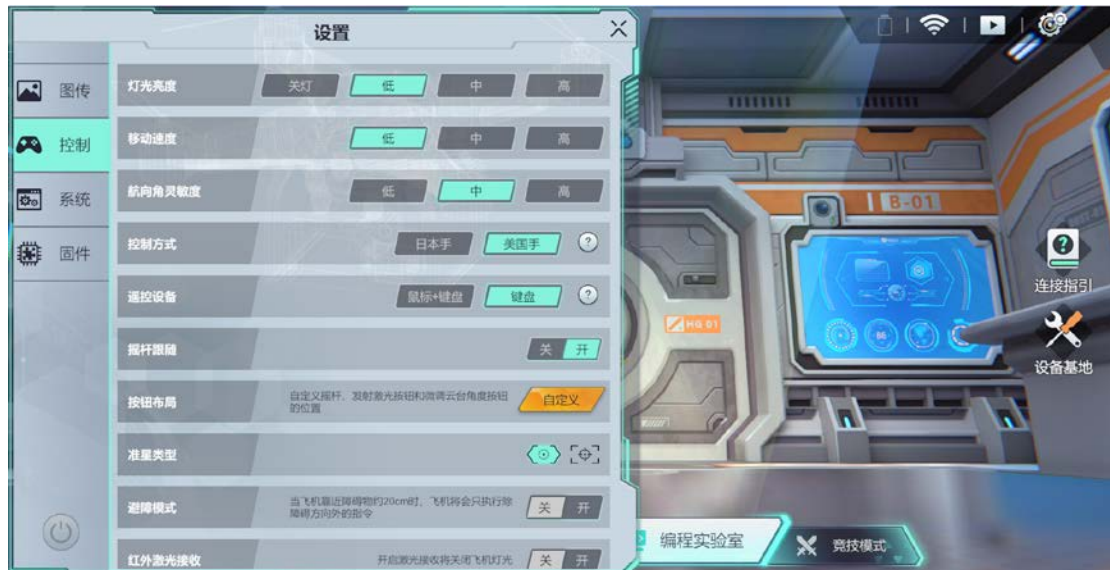 设置
图传
控制
系统
固件
灯光亮度 关灯 低 中 高
移动速度 低 中 高
航向角灵敏度 低 中 高
控制方式 日本手 美国手 ?
遥控设备 鼠标+键盘 键盘 ?
摇杆跟随 关 开
按钮布局 自定义摇杆、发射激光按钮和微调云台角度按钮
的位置 自定义
准星类型
避障模式 当飞机靠近障碍物约20cm时，飞机将会只执行除
障碍方向外的指令 关 开
红外激光接收 开启激光接收将关闭飞机灯光 关 开
B-01
HG 01
?
连接指引
设备基地
编程实验室
竞技模式